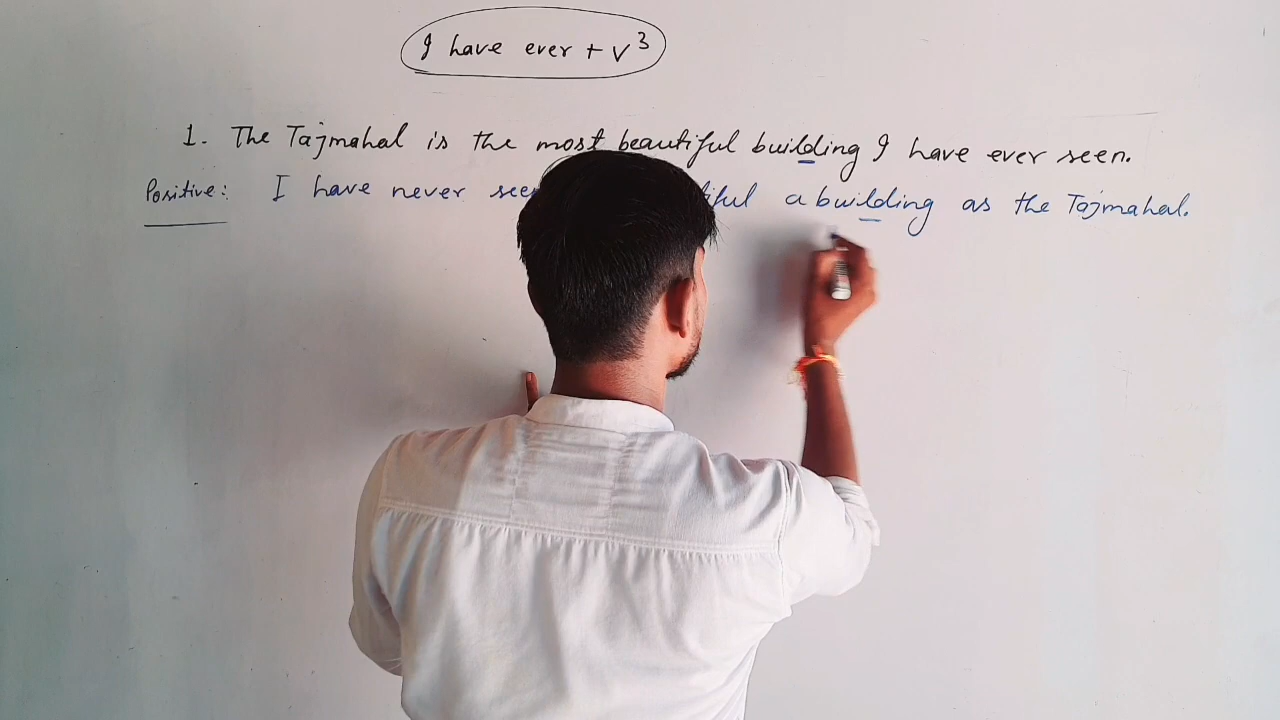 I have ever + V³
1. The Tajmahal is the most beautiful building I have ever seen.
Positive: I have never a building as the Tajmahal.